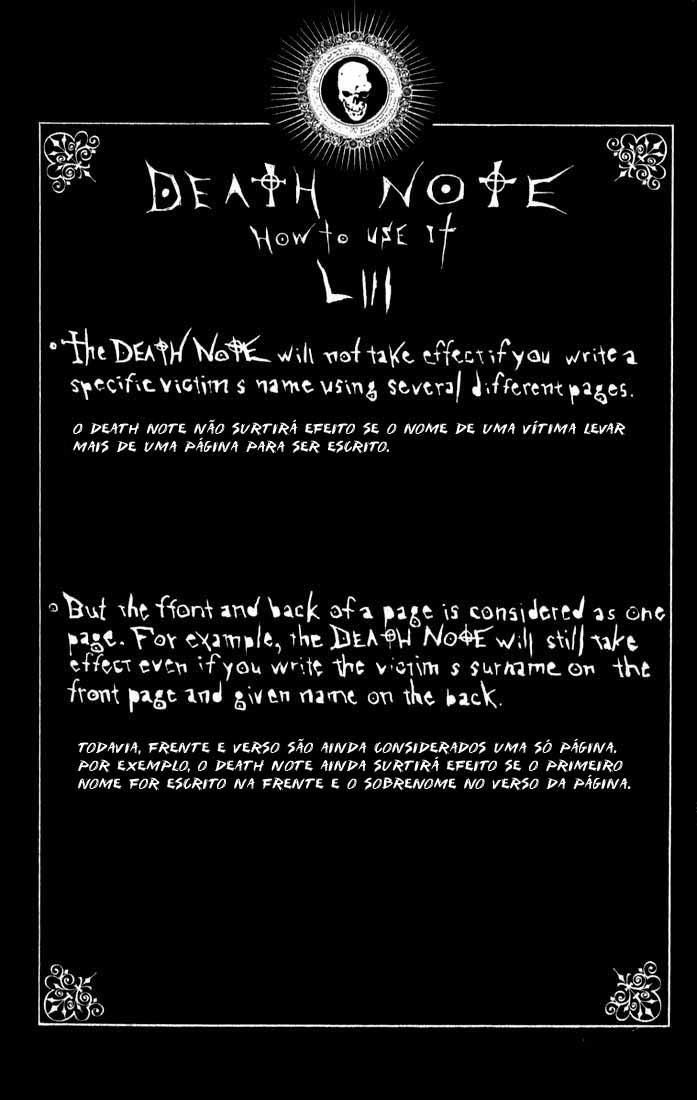 DEATH NOTE
How to USE It
LIII
The DEATH NOTE will not take effect if you write a
specific victim s name using several different pages.
O DEATH NOTE NÃO SURTIRÁ EFEITO SE O NOME DE UMA VÍTIMA LEVAR
MAIS DE UMA PÁGINA PARA SER ESCRITO.
But the ffont and back of a page is considered as one
page. For example, the DEATH NOTE will still take
effect even if you write the victim s surname on the
front page and given name on the back.
TODAVIA, FRENTE E VERSO SÃO AINDA CONSIDERADOS UMA SÓ PÁGINA.
POR EXEMPLO, O DEATH NOTE AINDA SURTIRÁ EFEITO SE O PRIMEIRO
NOME FOR ESCRITO NA FRENTE E O SOBRENOME NO VERSO DA PÁGINA.